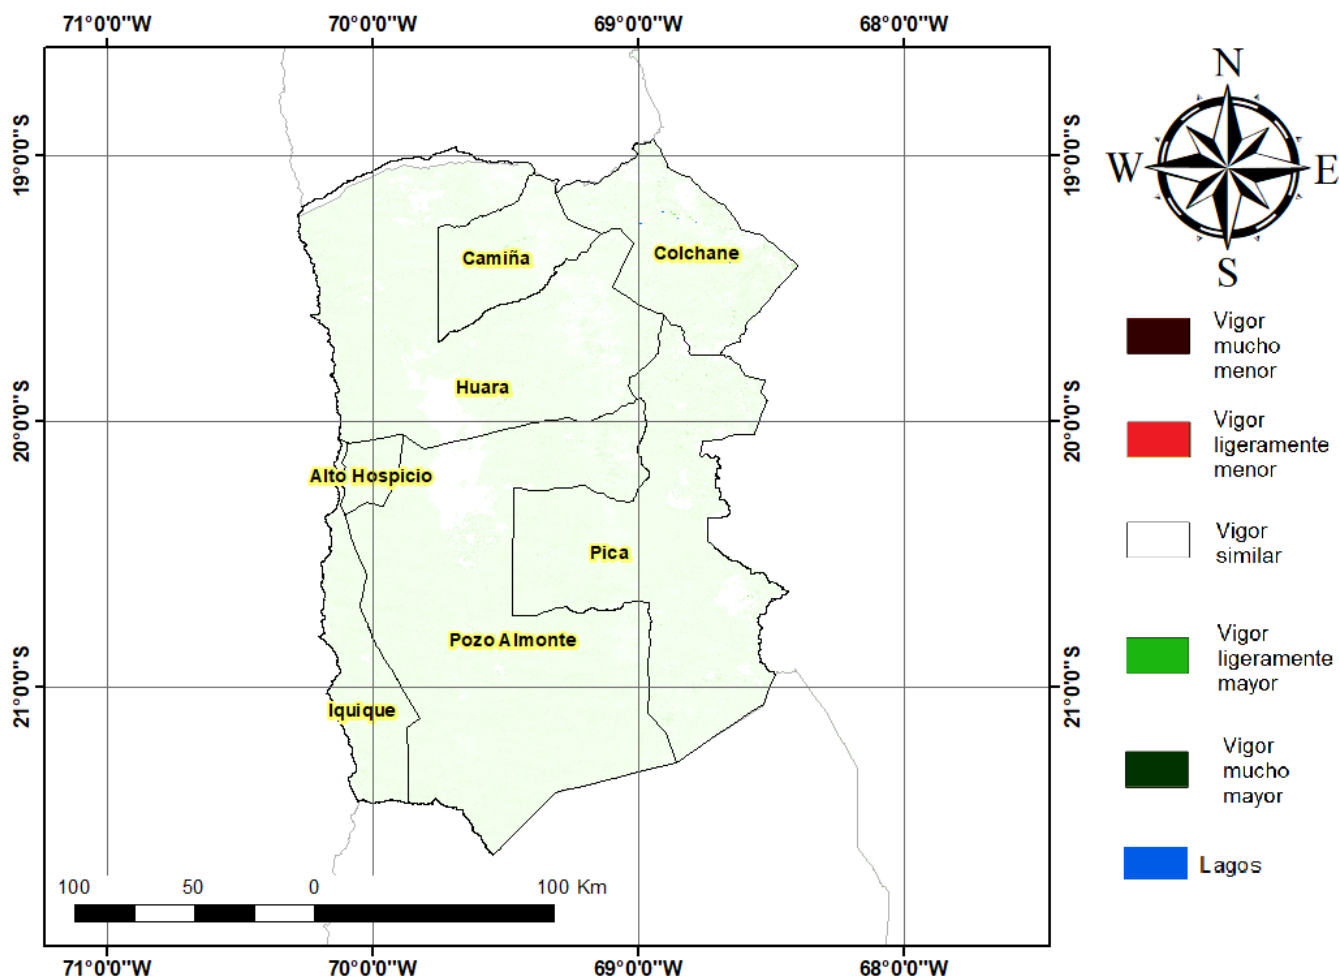 71°0'0"W 70°0'0"W 69°0'0"W 68°0'0"W
19°0'0"S
19°0'0"S
20°0'0"S
20°0'0"S
21°0'0"S
21°0'0"S
Camiña
Colchane
Huara
Alto Hospicio
Pica
Pozo Almonte
Iquique
100 50 0 100 Km
71°0'0"W 70°0'0"W 69°0'0"W 68°0'0"W
N
W E
S
Vigor
mucho
menor
Vigor
ligeramente
menor
Vigor
similar
Vigor
ligeramente
mayor
Vigor
mucho
mayor
Lagos